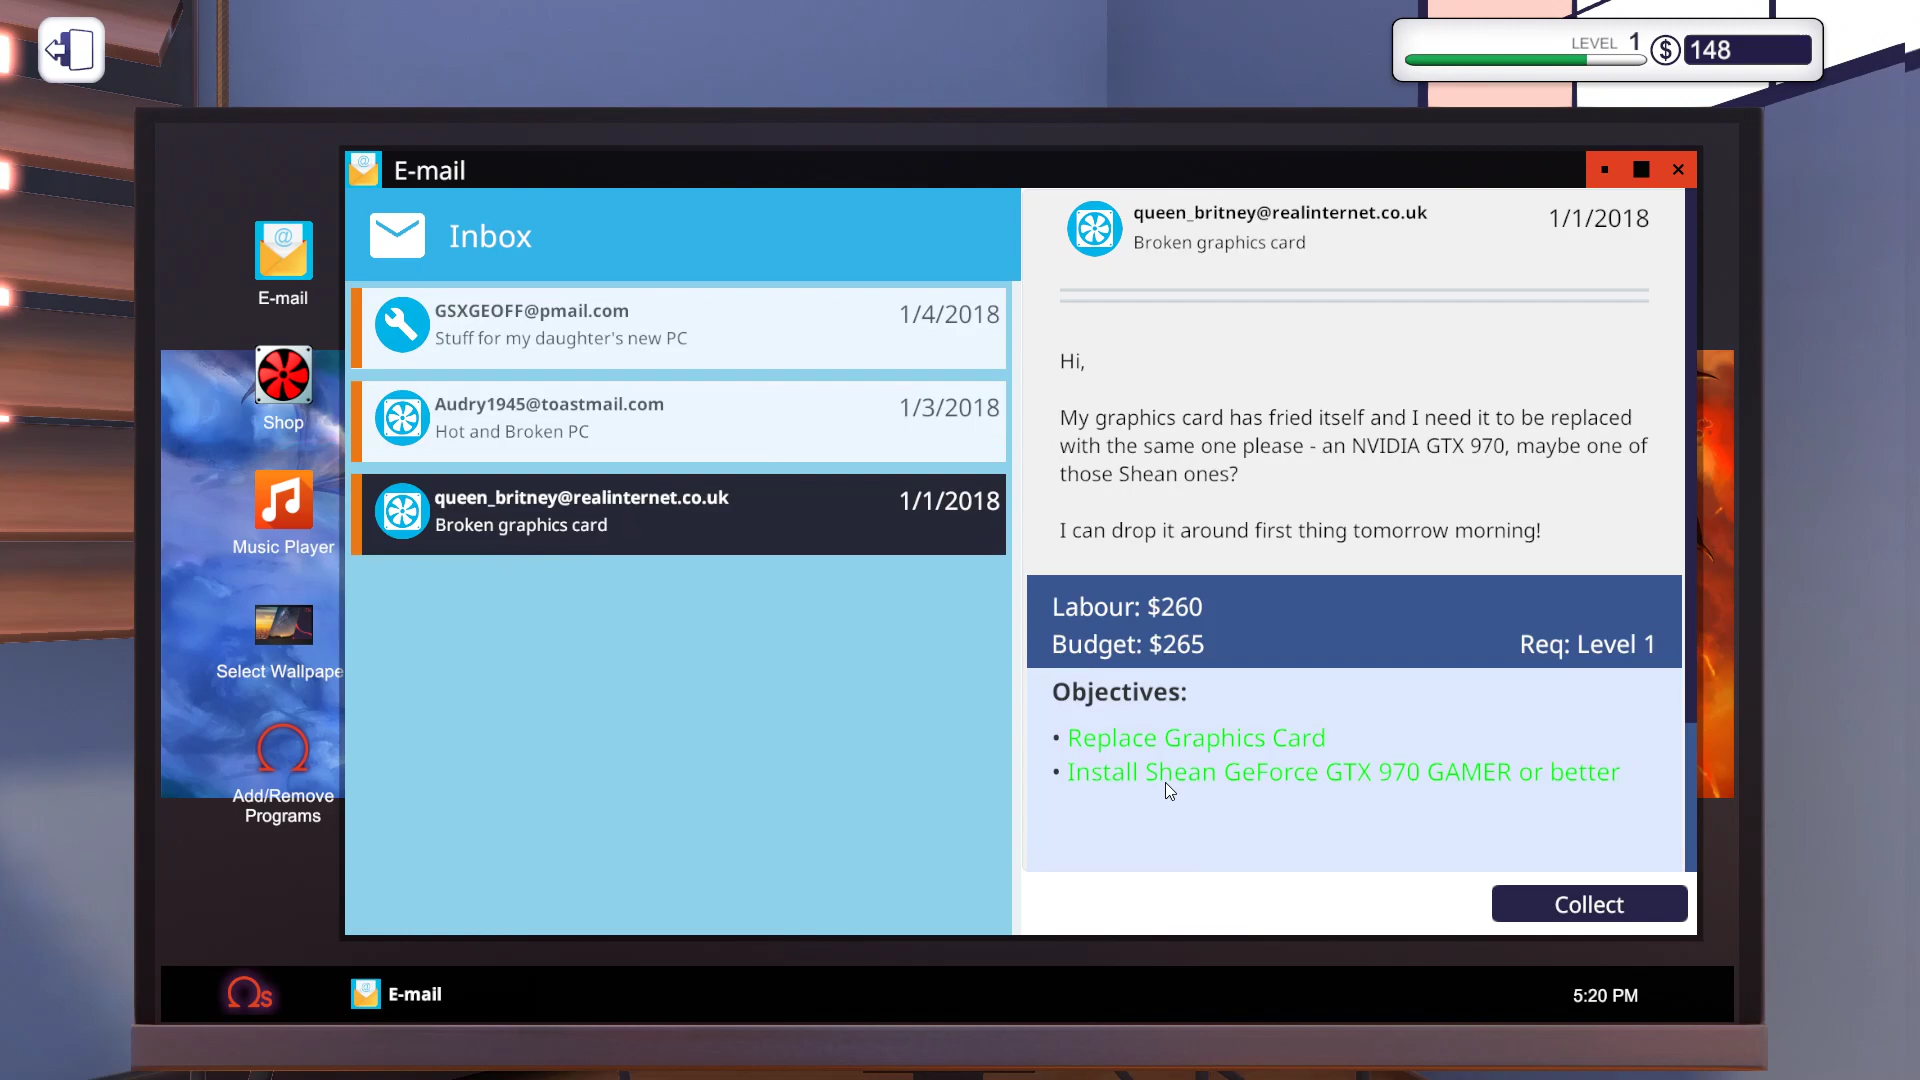 LEVEL 1
$ 148
E-mail
Inbox
GSXGEOFF@pmail.com
1/4/2018
Stuff for my daughter's new PC
Audry1945@toastmail.com
1/3/2018
Hot and Broken PC
queen_britney@realinternet.co.uk
1/1/2018
Broken graphics card
queen_britney@realinternet.co.uk
1/1/2018
Broken graphics card
Hi,
My graphics card has fried itself and I need it to be replaced
with the same one please - an NVIDIA GTX 970, maybe one of
those Shean ones?
I can drop it around first thing tomorrow morning!
Labour: $260
Budget: $265
Req: Level 1
Objectives:
• Replace Graphics Card
• Install Shean GeForce GTX 970 GAMER or better
Collect
E-mail
Shop
Music Player
Select Wallpape
Add/Remove
Programs
Ωs
E-mail
5:20 PM